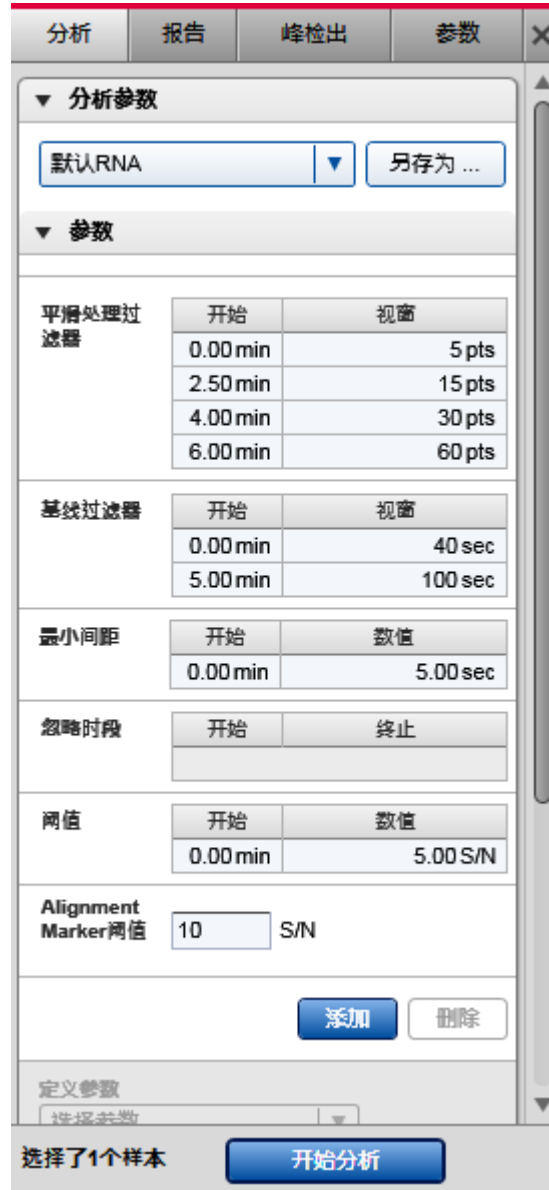 分析 报告 峰检出 参数 ×
▼ 分析参数
默认RNA ▼ 另存为 ...
▼ 参数
平滑处理过滤器
开始 视窗
0.00 min 5 pts
2.50 min 15 pts
4.00 min 30 pts
6.00 min 60 pts
基线过滤器
开始 视窗
0.00 min 40 sec
5.00 min 100 sec
最小间距
开始 数值
0.00 min 5.00 sec
忽略时段
开始 终止
阈值
开始 数值
0.00 min 5.00 S/N
Alignment
Marker阈值 10 S/N
添加 删除
定义参数
选择参数
选择了1个样本 开始分析